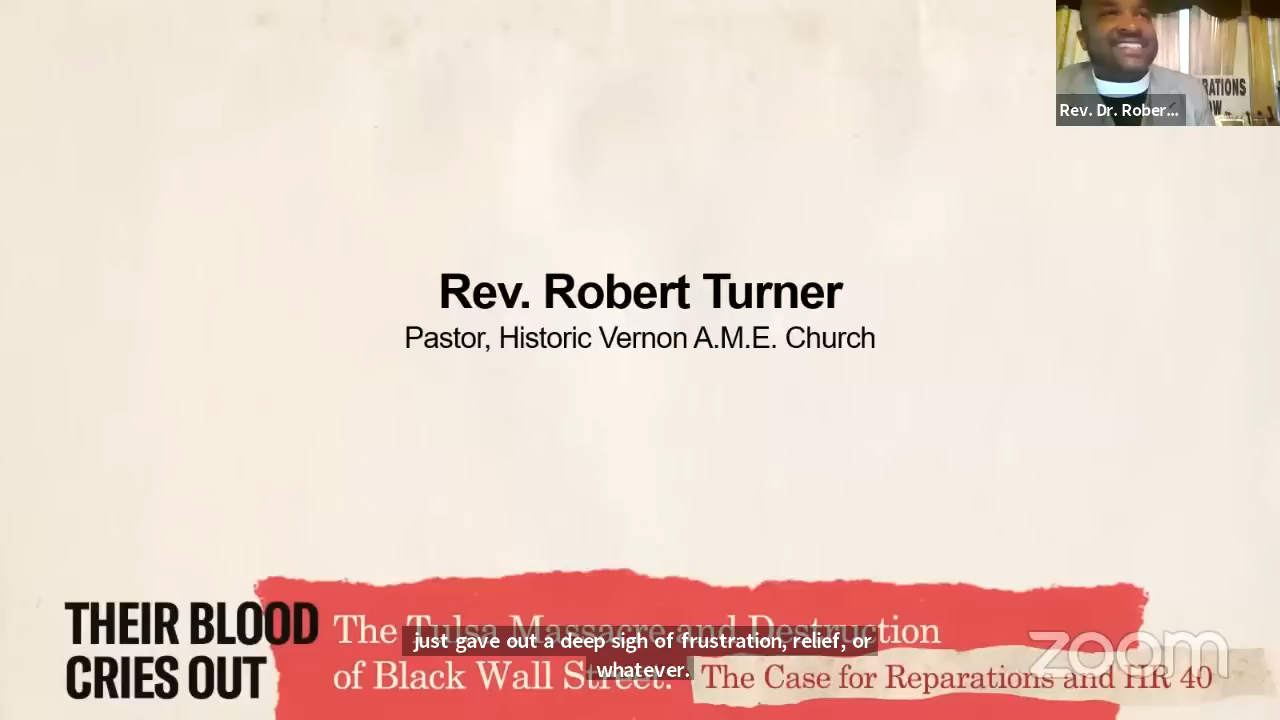 RATIONS
OW
Rev. Dr. Rober...
Rev. Robert Turner
Pastor, Historic Vernon A.M.E. Church
THEIR BLOOD
CRIES OUT
The Tulsa Massacre and Destruction
of Black Wall Street:
The Case for Reparations and HR 40
just gave out a deep sigh of frustration, relief, or
whatever.
zoom